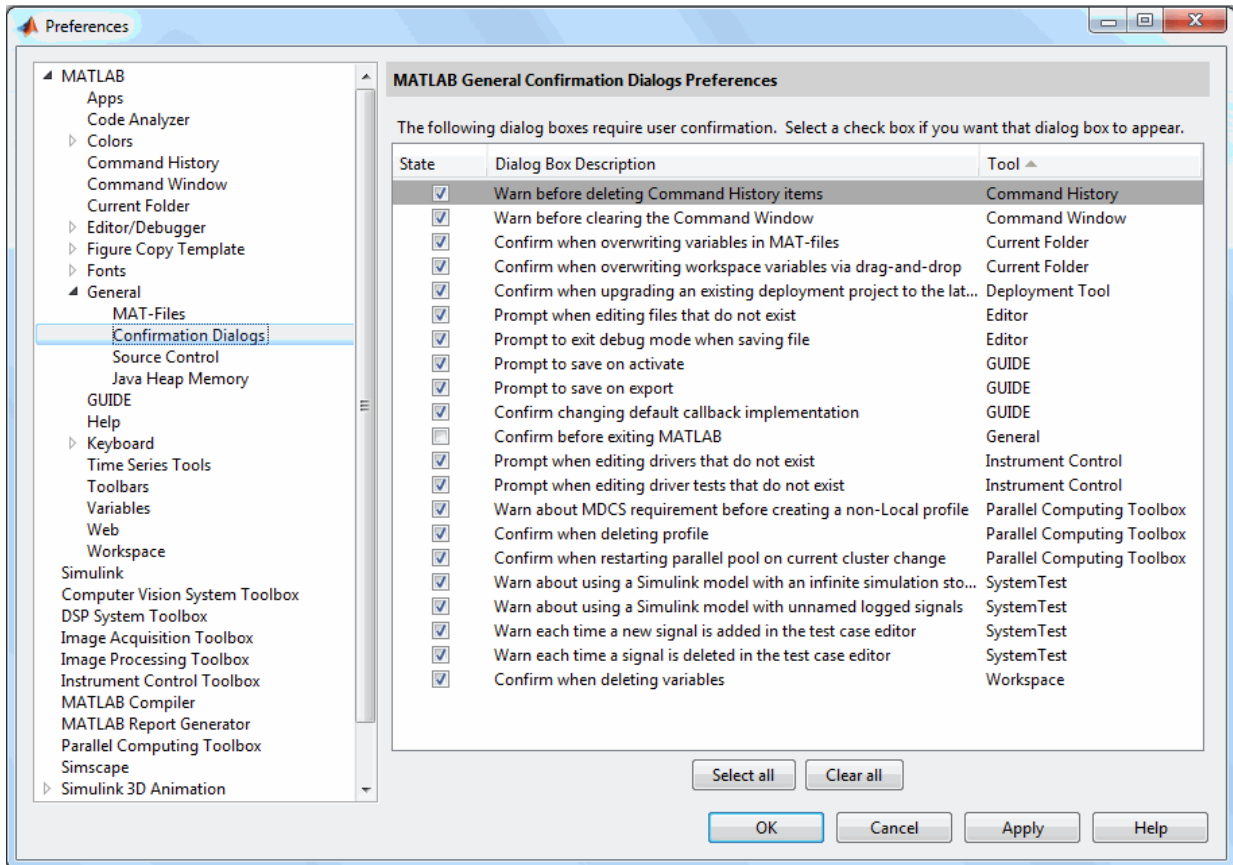 Preferences
MATLAB
Apps
Code Analyzer
Colors
Command History
Command Window
Current Folder
Editor/Debugger
Figure Copy Template
Fonts
General
MAT-Files
Confirmation Dialogs
Source Control
Java Heap Memory
GUIDE
Help
Keyboard
Time Series Tools
Toolbars
Variables
Web
Workspace
Simulink
Computer Vision System Toolbox
DSP System Toolbox
Image Acquisition Toolbox
Image Processing Toolbox
Instrument Control Toolbox
MATLAB Compiler
MATLAB Report Generator
Parallel Computing Toolbox
Simscape
Simulink 3D Animation
MATLAB General Confirmation Dialogs Preferences
The following dialog boxes require user confirmation. Select a check box if you want that dialog box to appear.
State Dialog Box Description Tool
Warn before deleting Command History items Command History
Warn before clearing the Command Window Command Window
Confirm when overwriting variables in MAT-files Current Folder
Confirm when overwriting workspace variables via drag-and-drop Current Folder
Confirm when upgrading an existing deployment project to the lat... Deployment Tool
Prompt when editing files that do not exist Editor
Prompt to exit debug mode when saving file Editor
Prompt to save on activate GUIDE
Prompt to save on export GUIDE
Confirm changing default callback implementation GUIDE
Confirm before exiting MATLAB General
Prompt when editing drivers that do not exist Instrument Control
Prompt when editing driver tests that do not exist Instrument Control
Warn about MDCS requirement before creating a non-Local profile Parallel Computing Toolbox
Confirm when deleting profile Parallel Computing Toolbox
Confirm when restarting parallel pool on current cluster change Parallel Computing Toolbox
Warn about using a Simulink model with an infinite simulation sto... SystemTest
Warn about using a Simulink model with unnamed logged signals SystemTest
Warn each time a new signal is added in the test case editor SystemTest
Warn each time a signal is deleted in the test case editor SystemTest
Confirm when deleting variables Workspace
Select all Clear all
OK Cancel Apply Help